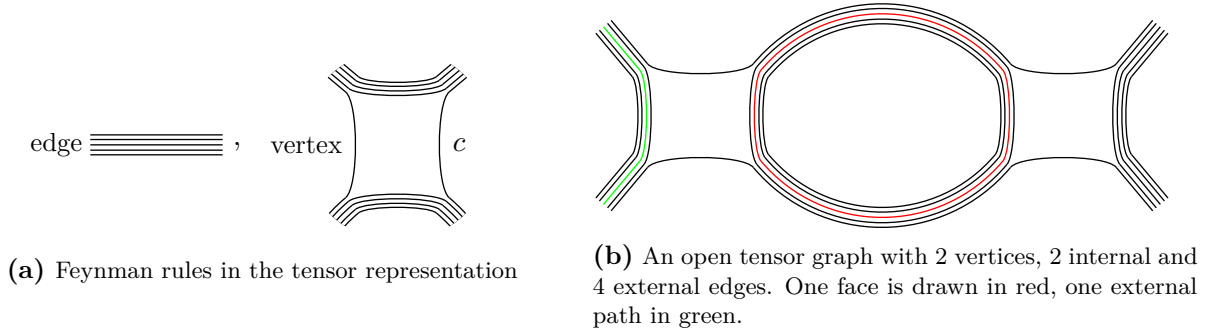 edge , vertex c
(a) Feynman rules in the tensor representation
(b) An open tensor graph with 2 vertices, 2 internal and
4 external edges. One face is drawn in red, one external
path in green.